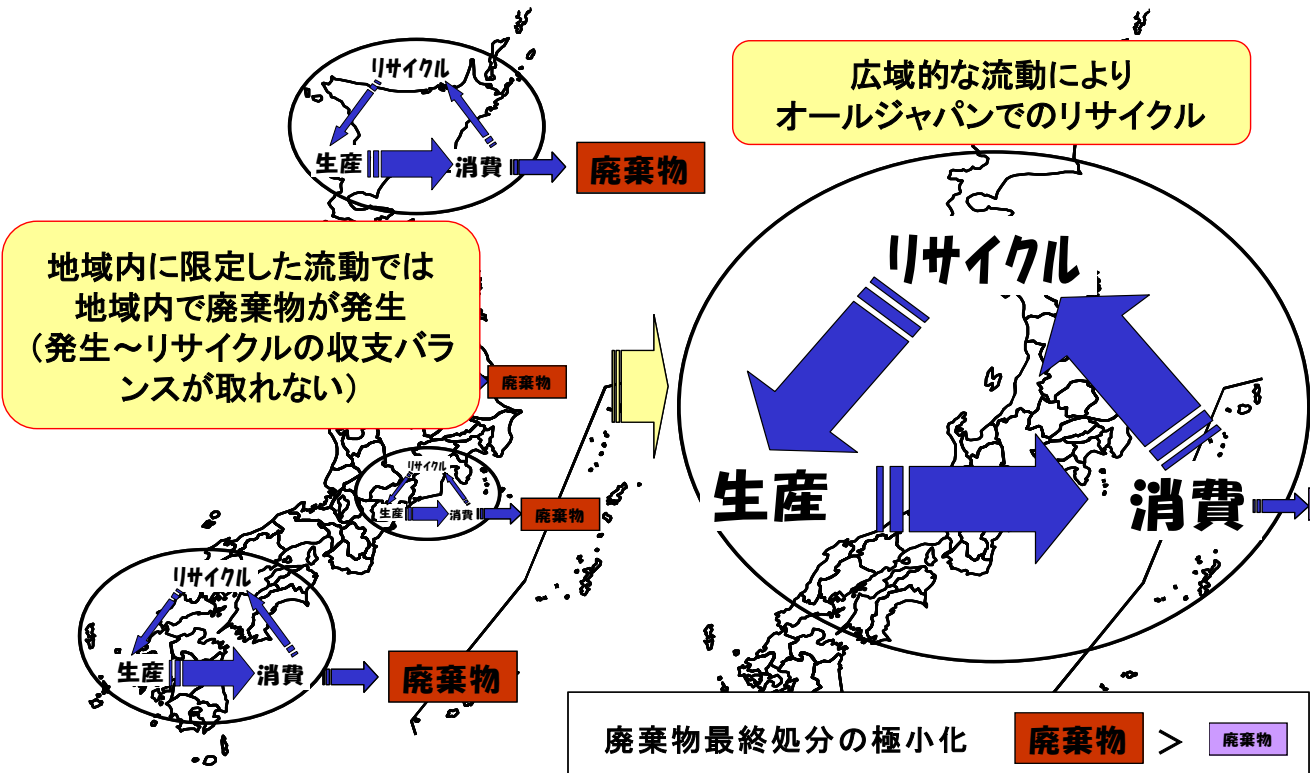 リサイクル
生産
消費
廃棄物
地域内に限定した流動では
地域内で廃棄物が発生
（発生～リサイクルの収支バラ
ンスが取れない）
廃棄物
リサイクル
生産
消費
廃棄物
リサイクル
生産
消費
廃棄物
広域的な流動により
オールジャパンでのリサイクル
リサイクル
生産
消費
廃棄物最終処分の極小化 廃棄物 ＞ 廃棄物